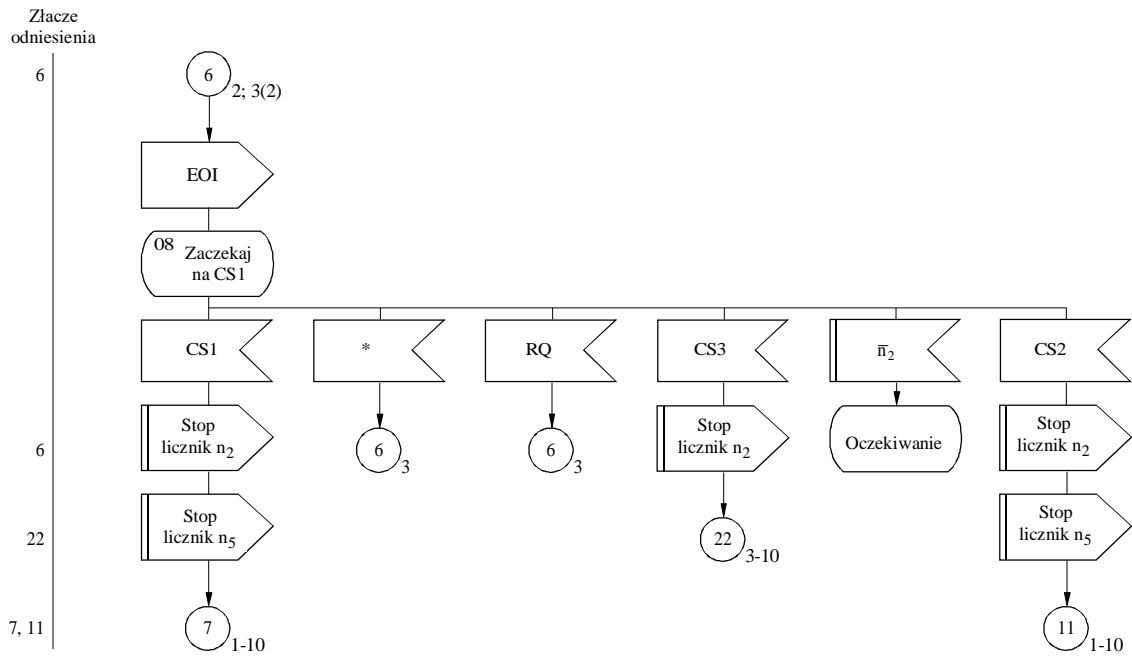 Złacze
odniesienia
6
6
2; 3(2)
EOI
08 Zaczekaj
na CS1
CS1
*
RQ
CS3
n̅2
CS2
Stop
licznik n2
6
3
6
3
Stop
licznik n2
Oczekiwanie
Stop
licznik n2
6
Stop
licznik n5
22
3-10
Stop
licznik n5
22
7, 11
7
1-10
11
1-10